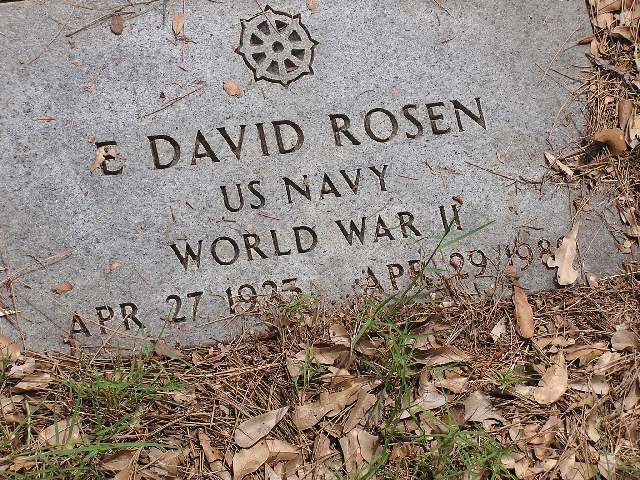 E DAVID ROSEN
US NAVY
WORLD WAR II
APR 27 1923 APR 29